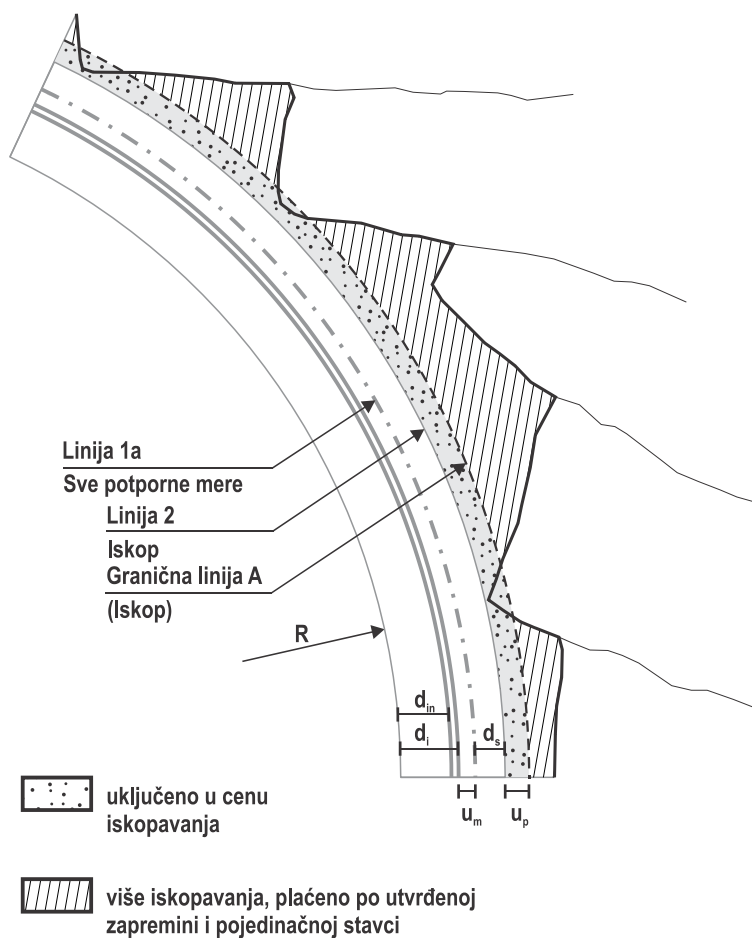 Linija 1a
Sve potporne mere
Linija 2
Iskop
Granična linija A
(Iskop)
R
d_in
d_i
d_s
u_m
u_p
uključeno u cenu
iskopavanja
više iskopavanja, plaćeno po utvrđenoj
zapremini i pojedinačnoj stavci